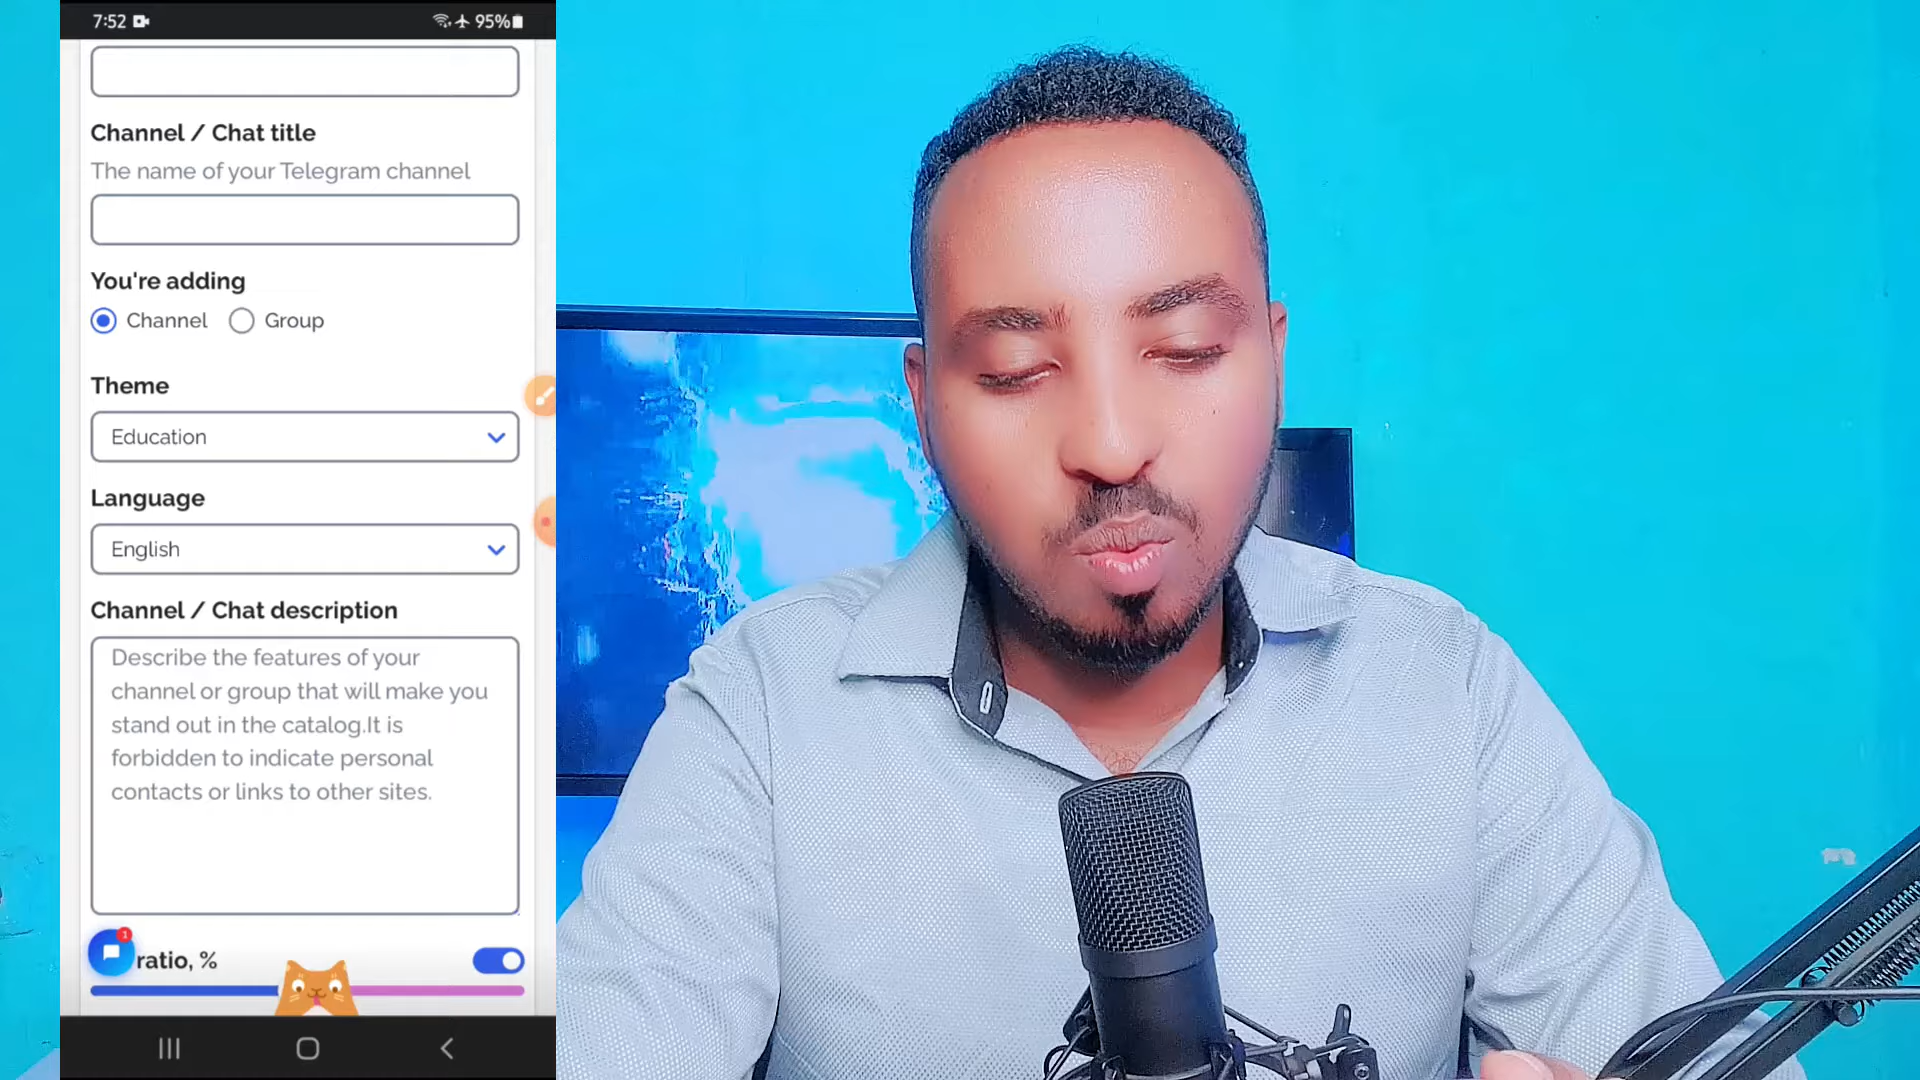 7:52
95%
Channel / Chat title
The name of your Telegram channel
You're adding
Channel
Group
Theme
Education
Language
English
Channel / Chat description
Describe the features of your
channel or group that will make you
stand out in the catalog.It is
forbidden to indicate personal
contacts or links to other sites.
1
ratio, %